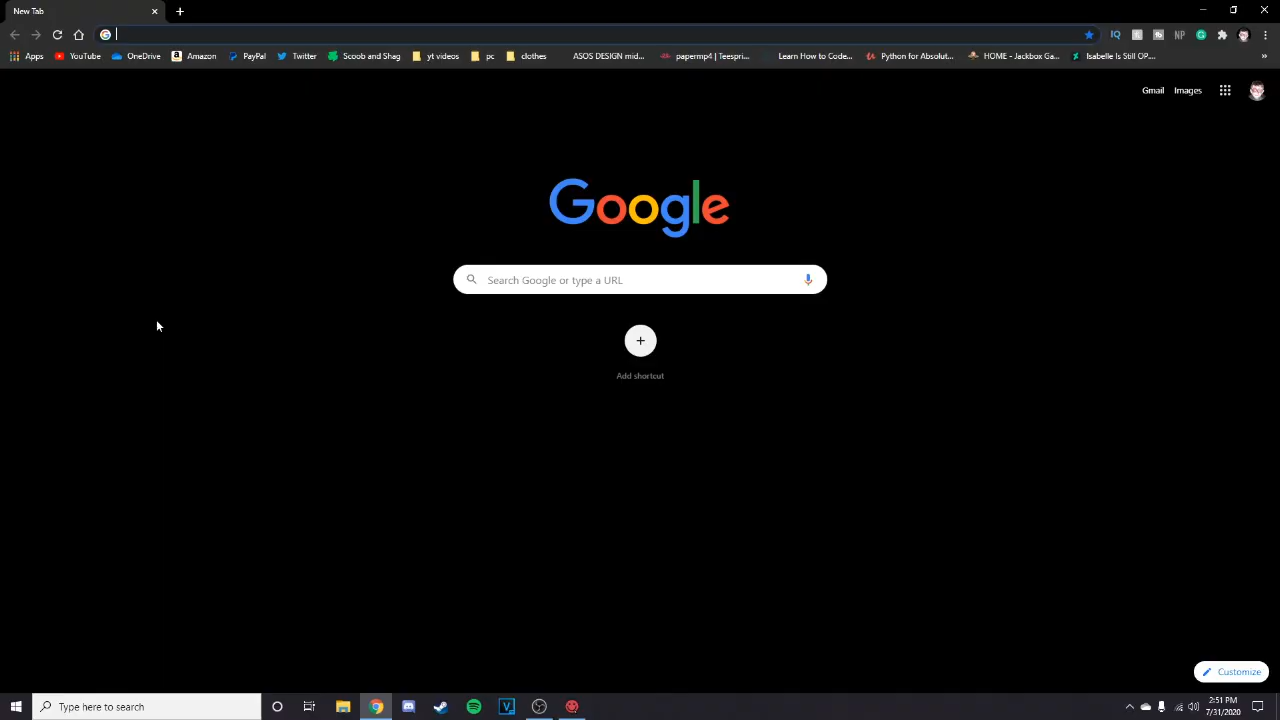 New Tab
Apps YouTube OneDrive Amazon PayPal Twitter Scoob and Shag yt videos pc clothes ASOS DESIGN mid... papermp4 | Teespri... Learn How to Code... Python for Absolut... HOME - Jackbox Ga... Isabelle Is Still OP.... »
Gmail Images
Google
Search Google or type a URL
Add shortcut
Customize
Type here to search
2:51 PM
7/31/2020